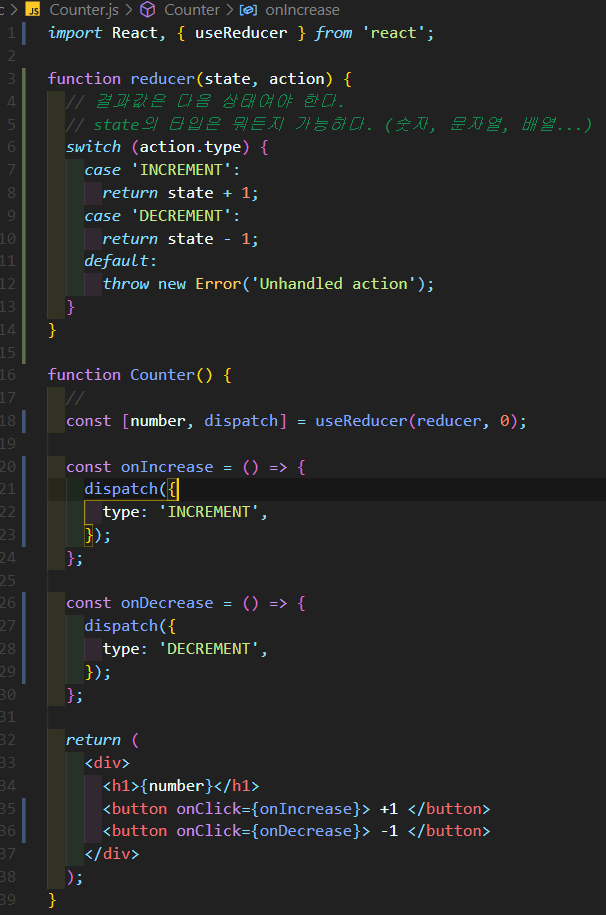 c > JS Counter.js > Counter > onIncrease
1 import React, { useReducer } from 'react';
2
3 function reducer(state, action) {
4 // 결과값은 다음 상태여야 한다.
5 // state의 타입은 뭐든지 가능하다. (숫자, 문자열, 배열...)
6 switch (action.type) {
7 case 'INCREMENT':
8 return state + 1;
9 case 'DECREMENT':
10 return state - 1;
11 default:
12 throw new Error('Unhandled action');
13 }
14 }
15
16 function Counter() {
17 //
18 const [number, dispatch] = useReducer(reducer, 0);
19
20 const onIncrease = () => {
21 dispatch({
22 type: 'INCREMENT',
23 });
24 };
25
26 const onDecrease = () => {
27 dispatch({
28 type: 'DECREMENT',
29 });
30 };
31
32 return (
33 <div>
34 <h1>{number}</h1>
35 <button onClick={onIncrease}> +1 </button>
36 <button onClick={onDecrease}> -1 </button>
37 </div>
38 );
39 }